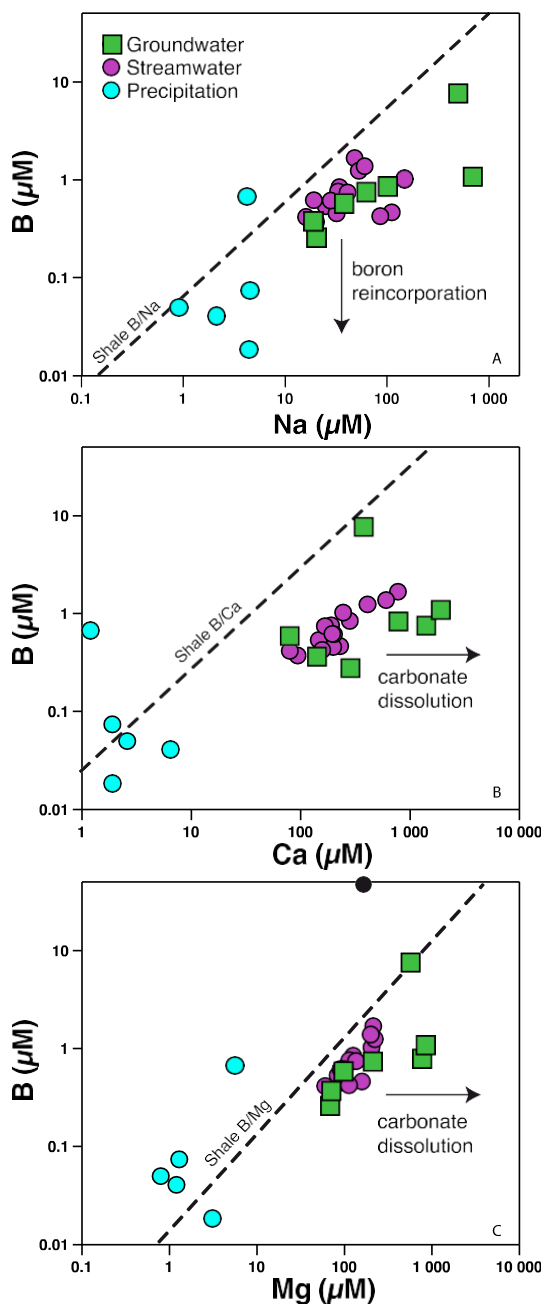 Groundwater
Streamwater
Precipitation
10
1
0.1
0.01
B (µM)
Shale B/Na
boron
reincorporation
A
0.1
1
10
100
1 000
Na (µM)
10
1
0.1
0.01
B (µM)
Shale B/Ca
carbonate
dissolution
B
1
10
100
1 000
10 000
Ca (µM)
10
1
0.1
0.01
B (µM)
Shale B/Mg
carbonate
dissolution
C
0.1
1
10
100
1 000
10 000
Mg (µM)